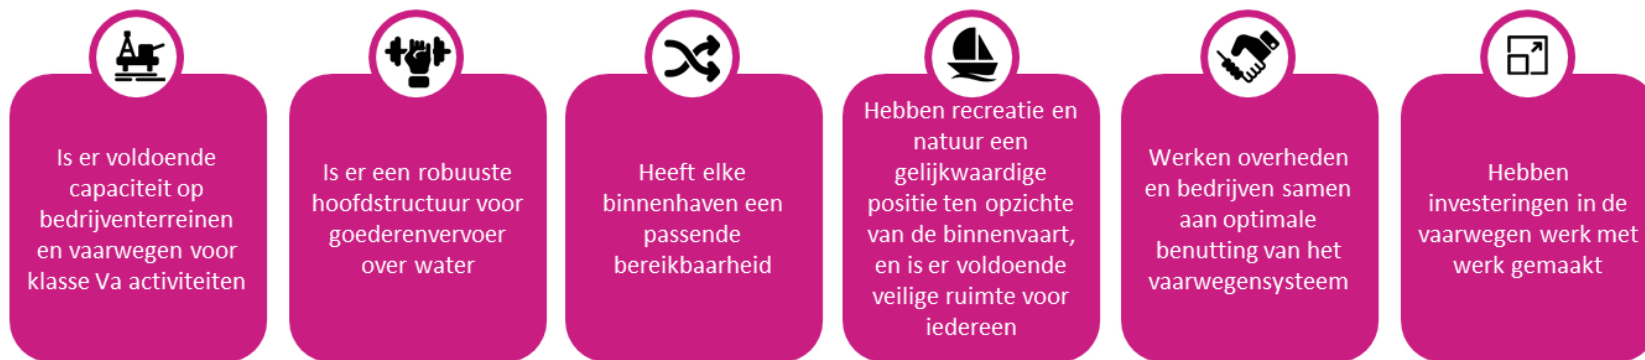 Is er voldoende
capaciteit op
bedrijventerreinen
en vaarwegen voor
klasse Va activiteiten
Is er een robuuste
hoofdstructuur voor
goederenvervoer
over water
Heeft elke
binnenhaven een
passende
bereikbaarheid
Hebben recreatie en
natuur een
gelijkwaardige
positie ten opzichte
van de binnenvaart,
en is er voldoende
veilige ruimte voor
iedereen
Werken overheden
en bedrijven samen
aan optimale
benutting van het
vaarwegensysteem
Hebben
investeringen in de
vaarwegen werk met
werk gemaakt